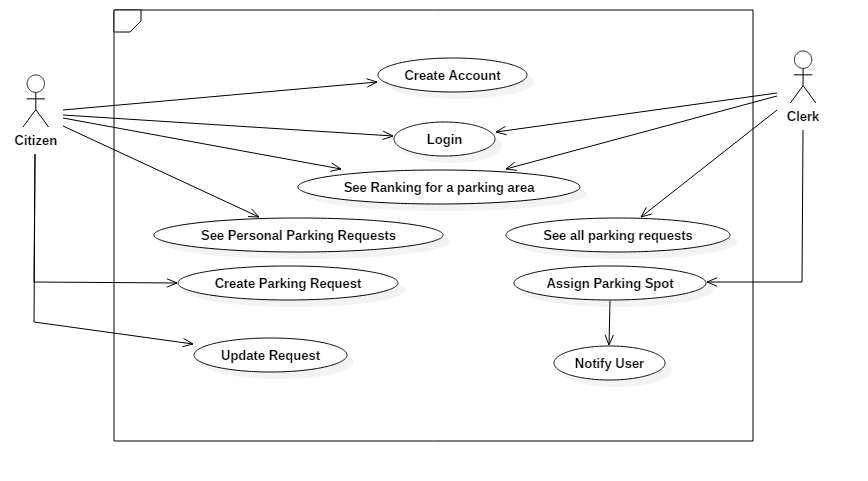 Create Account
Citizen
Clerk
Login
See Ranking for a parking area
See Personal Parking Requests
See all parking requests
Create Parking Request
Assign Parking Spot
Update Request
Notify User